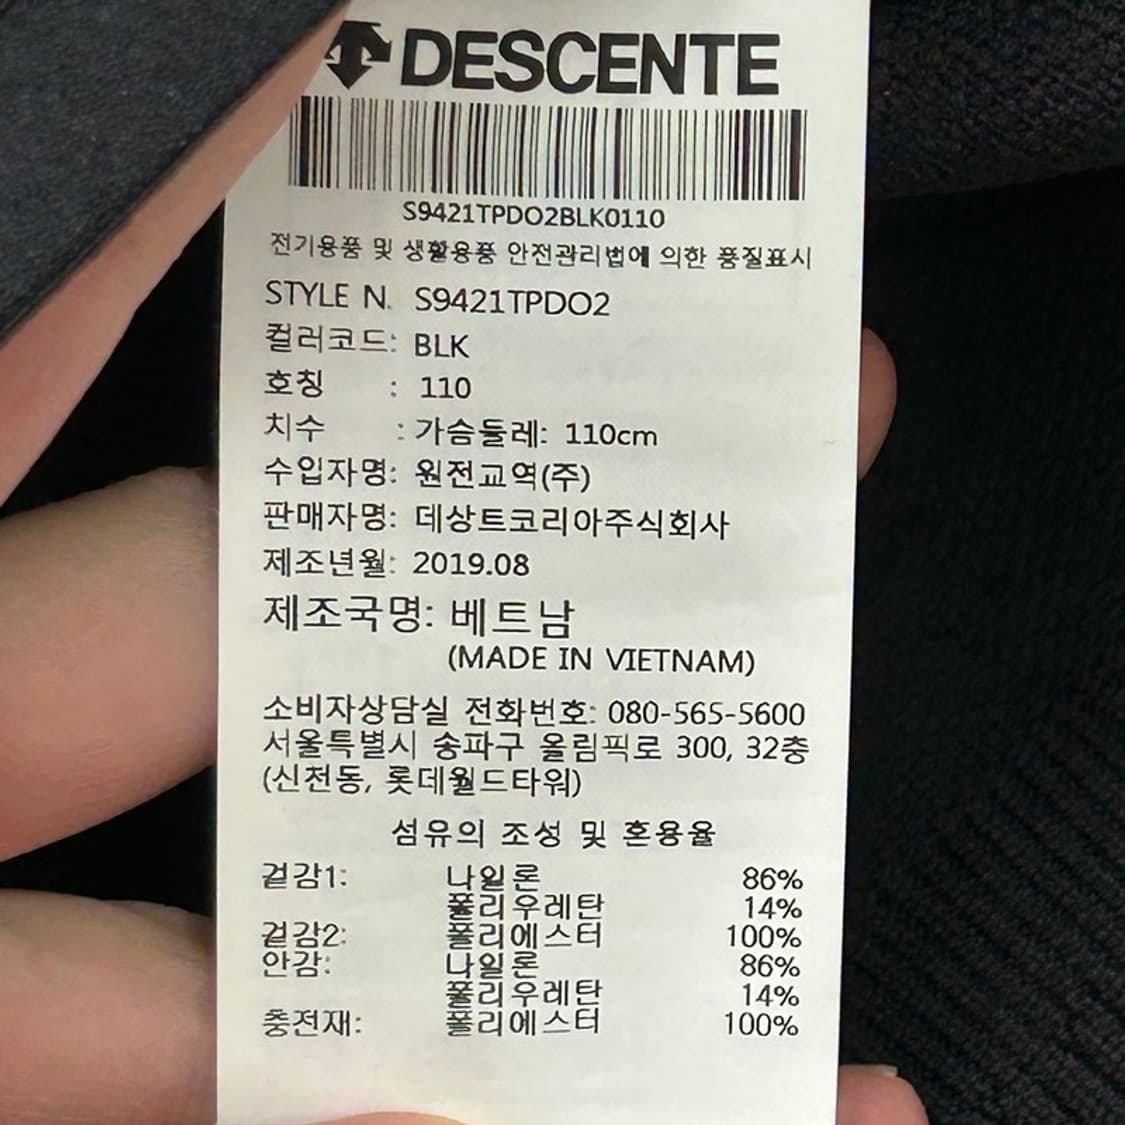 DESCENTE
S9421TPDO2BLK0110
전기용품 및 생활용품 안전관리법에 의한 품질표시
STYLE N. S9421TPDO2
컬러코드: BLK
호칭 : 110
치수 : 가슴둘레: 110cm
수입자명: 원전교역(주)
판매자명: 데상트코리아주식회사
제조년월: 2019.08
제조국명: 베트남
(MADE IN VIETNAM)
소비자상담실 전화번호: 080-565-5600
서울특별시 송파구 올림픽로 300, 32층
(신천동, 롯데월드타워)
섬유의 조성 및 혼용율
겉감1: 나일론 86%
폴리우레탄 14%
겉감2: 폴리에스터 100%
안감: 나일론 86%
폴리우레탄 14%
충전재: 폴리에스터 100%